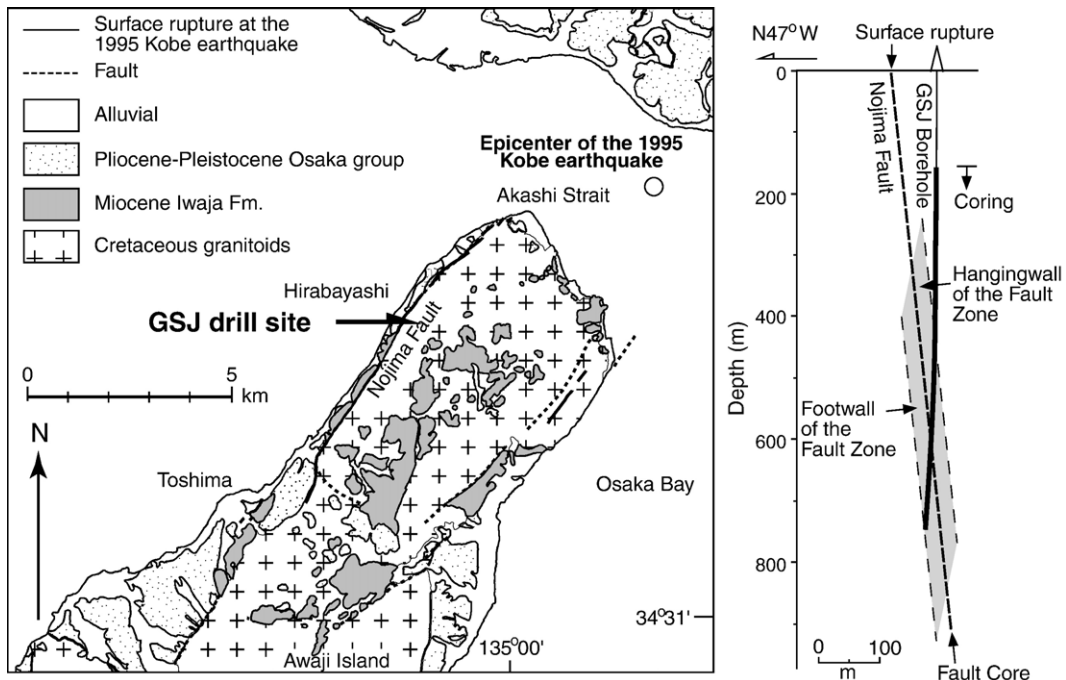 Surface rupture at the
1995 Kobe earthquake
Fault
Alluvial
Pliocene-Pleistocene Osaka group
Miocene Iwaja Fm.
Cretaceous granitoids
Epicenter of the 1995
Kobe earthquake
Akashi Strait
Hirabayashi
GSJ drill site
Nojima Fault
0 5
km
N
Toshima
Osaka Bay
34°31'
135°00'
Awaji Island
N47°W
Surface rupture
0
Nojima Fault
GSJ Borehole
200
Coring
Hangingwall
of the Fault
Zone
400
Depth (m)
Footwall
of the
Fault Zone
600
800
0 100
m
Fault Core